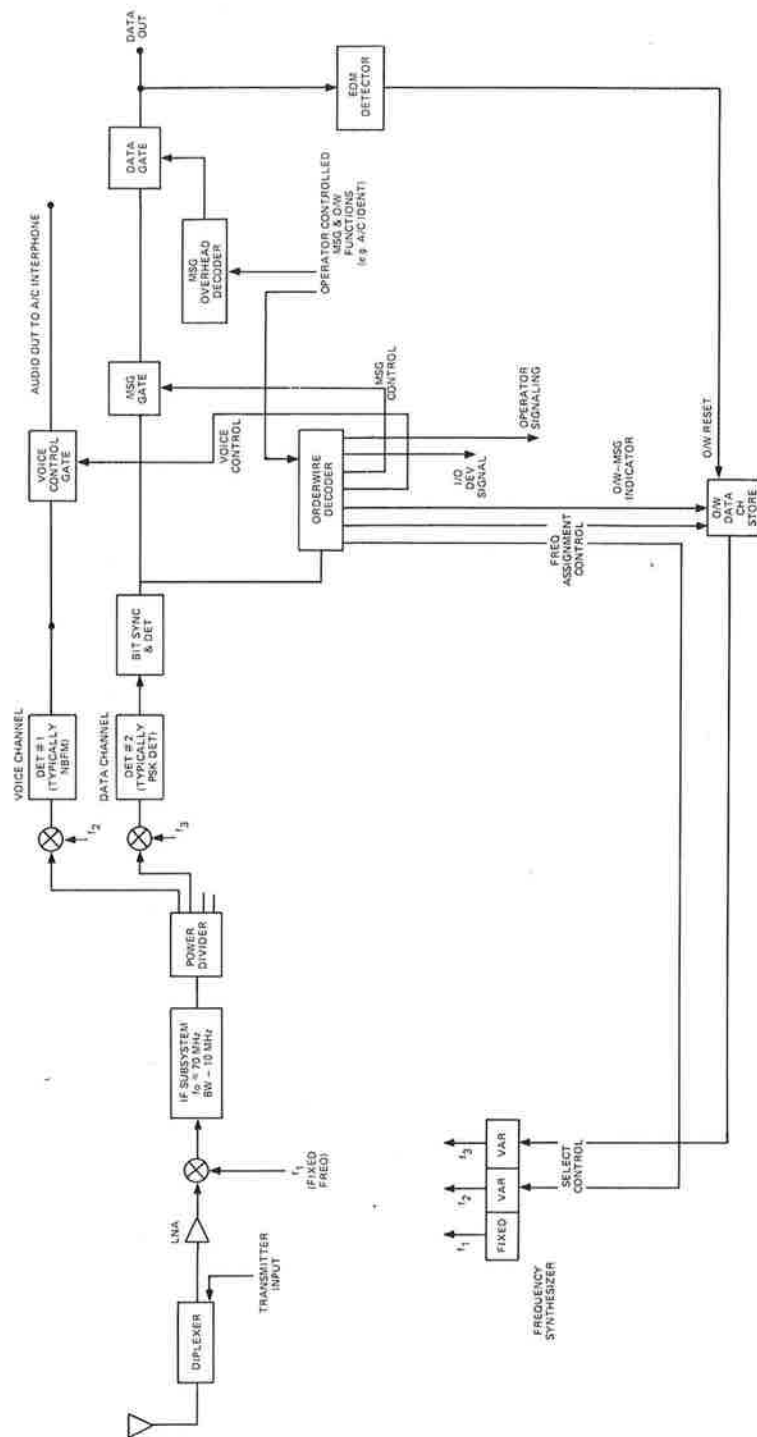 DIPLEXER
TRANSMITTER
INPUT
LNA
f1
(FIXED
FREQ)
IF SUBSYSTEM
fo = 70 MHz
BW ~ 10 MHz
POWER
DIVIDER
VOICE CHANNEL
f2
DET #1
(TYPICALLY
NBFM)
DATA CHANNEL
f3
DET #2
(TYPICALLY
PSK DET)
BIT SYNC
& DET
VOICE
CONTROL
GATE
AUDIO OUT TO A/C INTERPHONE
MSG
GATE
VOICE
CONTROL
MSG
CONTROL
MSG
OVERHEAD
DECODER
DATA
GATE
DATA
OUT
OPERATOR CONTROLLED
MSG & O/W
FUNCTIONS
(e.g. A/C IDENT)
EOM
DETECTOR
ORDERWIRE
DECODER
I/O
DEV
SIGNAL
OPERATOR
SIGNALING
FREQ
ASSIGNMENT
CONTROL
O/W–MSG
INDICATOR
O/W RESET
O/W
DATA
CH
STORE
f1
f2
f3
FIXED
VAR
VAR
SELECT
CONTROL
FREQUENCY
SYNTHESIZER